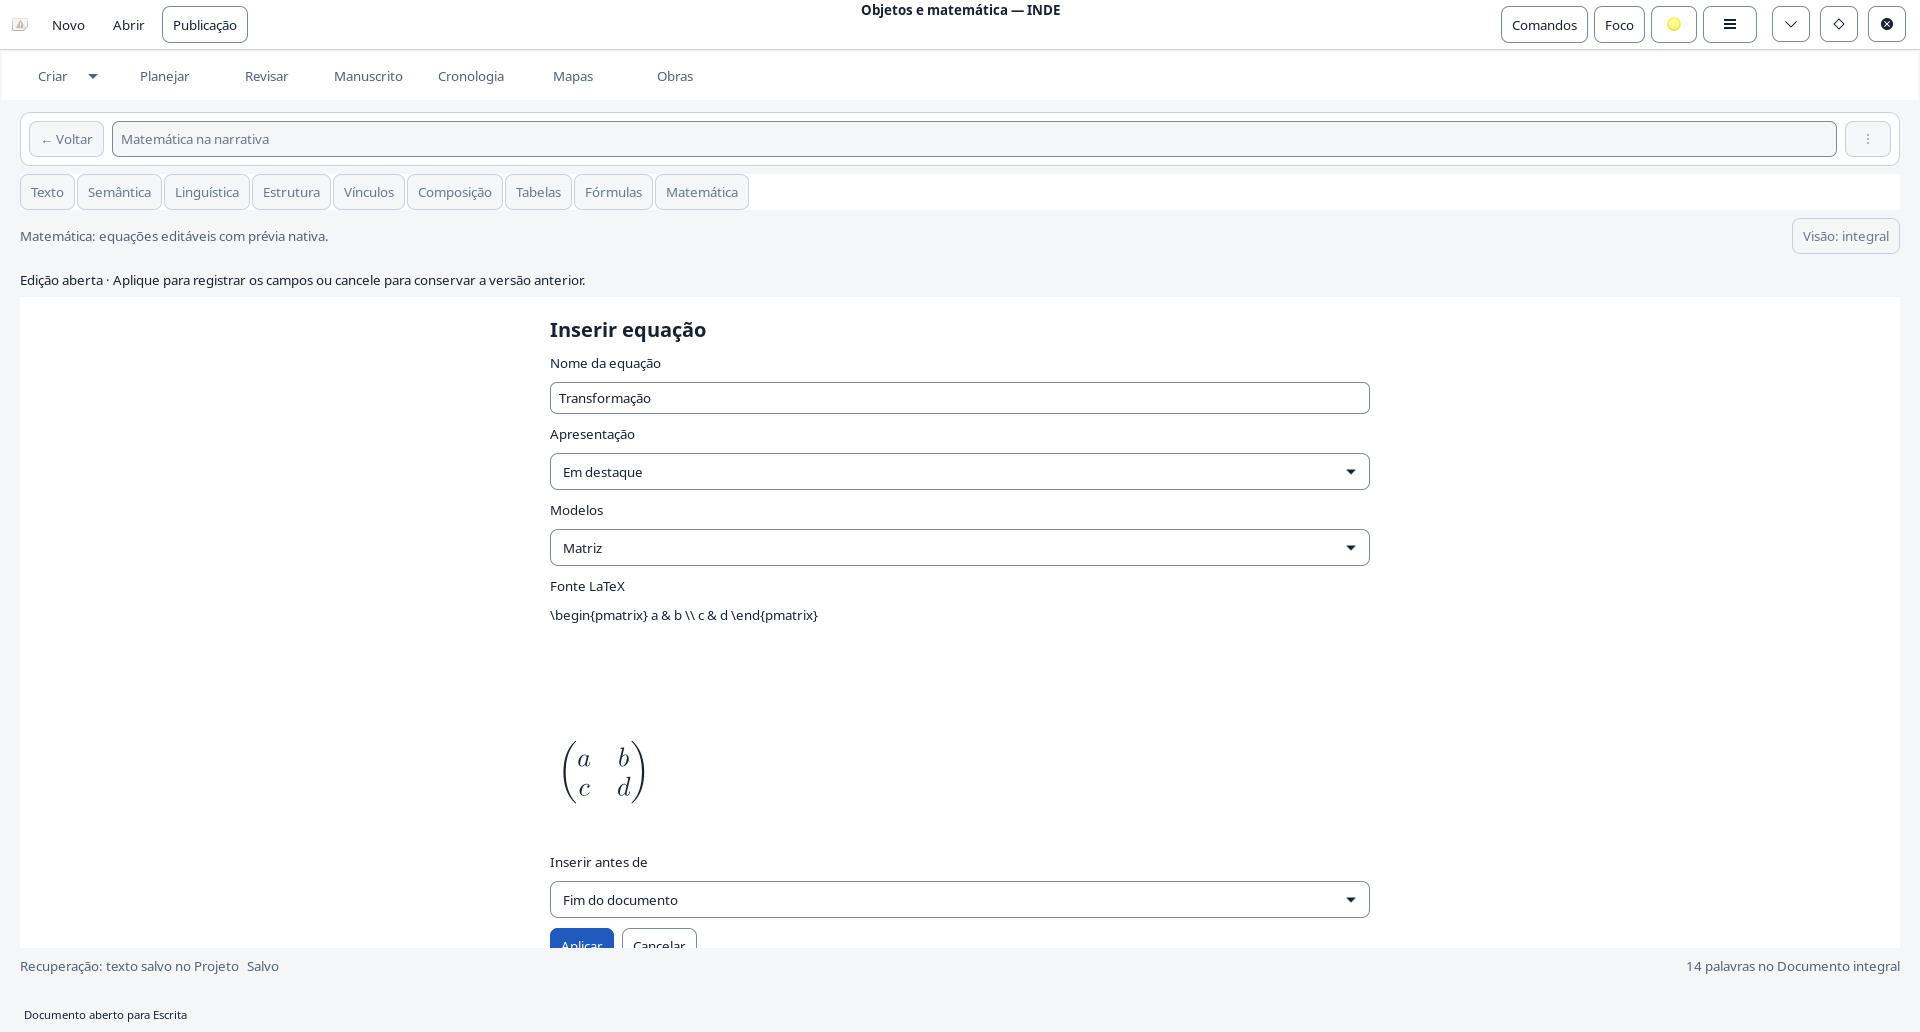 Novo Abrir Publicação Objetos e matemática — INDE Comandos Foco
Criar Planejar Revisar Manuscrito Cronologia Mapas Obras
← Voltar Matemática na narrativa
Texto Semântica Linguística Estrutura Vínculos Composição Tabelas Fórmulas Matemática
Matemática: equações editáveis com prévia nativa. Visão: integral
Edição aberta · Aplique para registrar os campos ou cancele para conservar a versão anterior.
Inserir equação
Nome da equação
Transformação
Apresentação
Em destaque
Modelos
Matriz
Fonte LaTeX
\begin{pmatrix} a & b \\ c & d \end{pmatrix}
a b
c d
Inserir antes de
Fim do documento
Aplicar Cancelar
Recuperação: texto salvo no Projeto Salvo 14 palavras no Documento integral
Documento aberto para Escrita